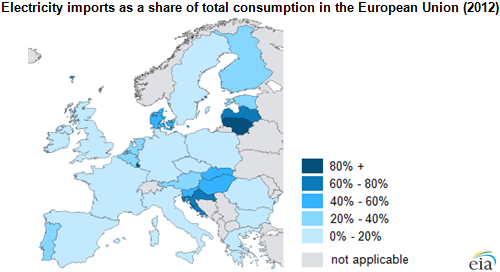 Electricity imports as a share of total consumption in the European Union (2012)
80% +
60% - 80%
40% - 60%
20% - 40%
0% - 20%
not applicable
eia